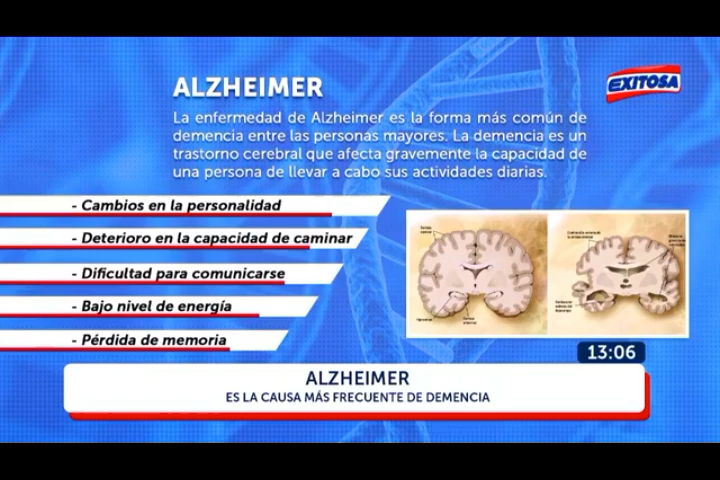 ALZHEIMER
EXITOSA
La enfermedad de Alzheimer es la forma más común de
demencia entre las personas mayores. La demencia es un
trastorno cerebral que afecta gravemente la capacidad de
una persona de llevar a cabo sus actividades diarias.
- Cambios en la personalidad
- Deterioro en la capacidad de caminar
- Dificultad para comunicarse
- Bajo nivel de energía
- Pérdida de memoria
13:06
ALZHEIMER
ES LA CAUSA MÁS FRECUENTE DE DEMENCIA